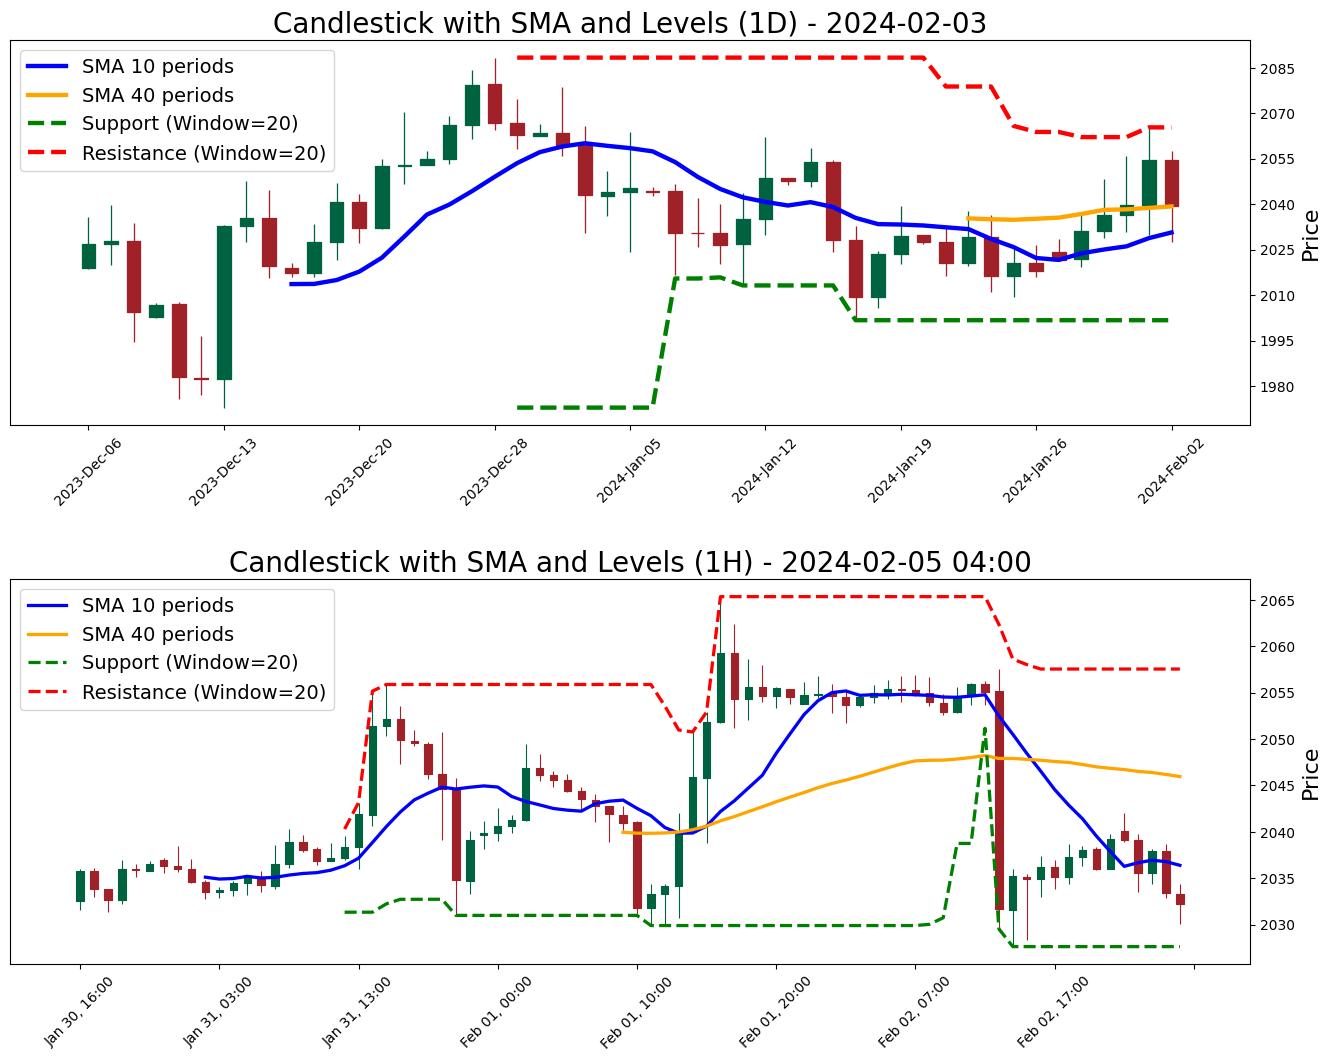 Candlestick with SMA and Levels (1D) - 2024-02-03
SMA 10 periods
SMA 40 periods
Support (Window=20)
Resistance (Window=20)
2085
2070
2055
2040
2025
2010
1995
1980
Price
2023-Dec-06
2023-Dec-13
2023-Dec-20
2023-Dec-28
2024-Jan-05
2024-Jan-12
2024-Jan-19
2024-Jan-26
2024-Feb-02
Candlestick with SMA and Levels (1H) - 2024-02-05 04:00
SMA 10 periods
SMA 40 periods
Support (Window=20)
Resistance (Window=20)
2065
2060
2055
2050
2045
2040
2035
2030
Price
Jan 30, 16:00
Jan 31, 03:00
Jan 31, 13:00
Feb 01, 00:00
Feb 01, 10:00
Feb 01, 20:00
Feb 02, 07:00
Feb 02, 17:00